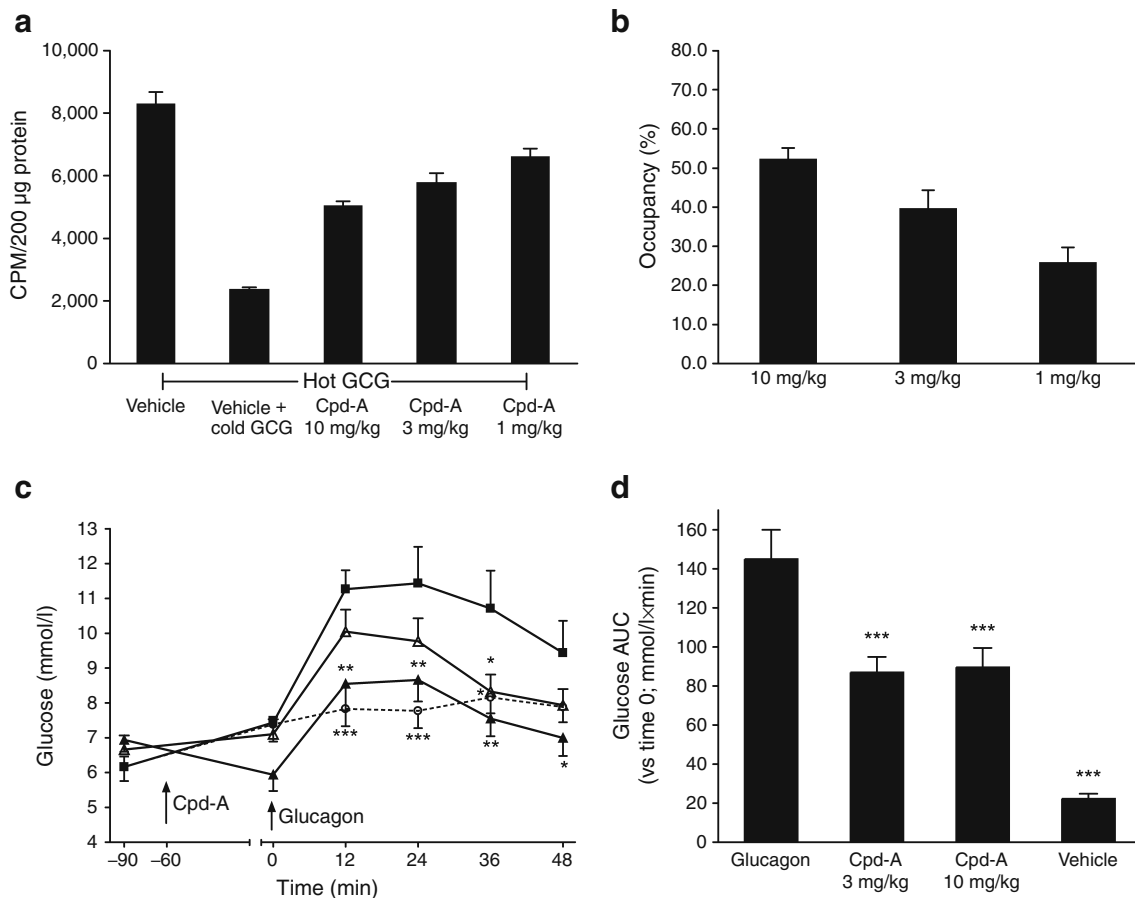 a
10,000
8,000
6,000
4,000
2,000
0
CPM/200 µg protein
Hot GCG
Vehicle
Vehicle +
cold GCG
Cpd-A
10 mg/kg
Cpd-A
3 mg/kg
Cpd-A
1 mg/kg
b
80.0
70.0
60.0
50.0
40.0
30.0
20.0
10.0
0.0
Occupancy (%)
10 mg/kg
3 mg/kg
1 mg/kg
c
13
12
11
10
9
8
7
6
5
4
Glucose (mmol/l)
**
**
*
*
***
***
**
*
Cpd-A
Glucagon
–90
–60
0
12
24
36
48
Time (min)
d
160
140
120
100
80
60
40
20
0
Glucose AUC
(vs time 0; mmol/l×min)
***
***
***
Glucagon
Cpd-A
3 mg/kg
Cpd-A
10 mg/kg
Vehicle